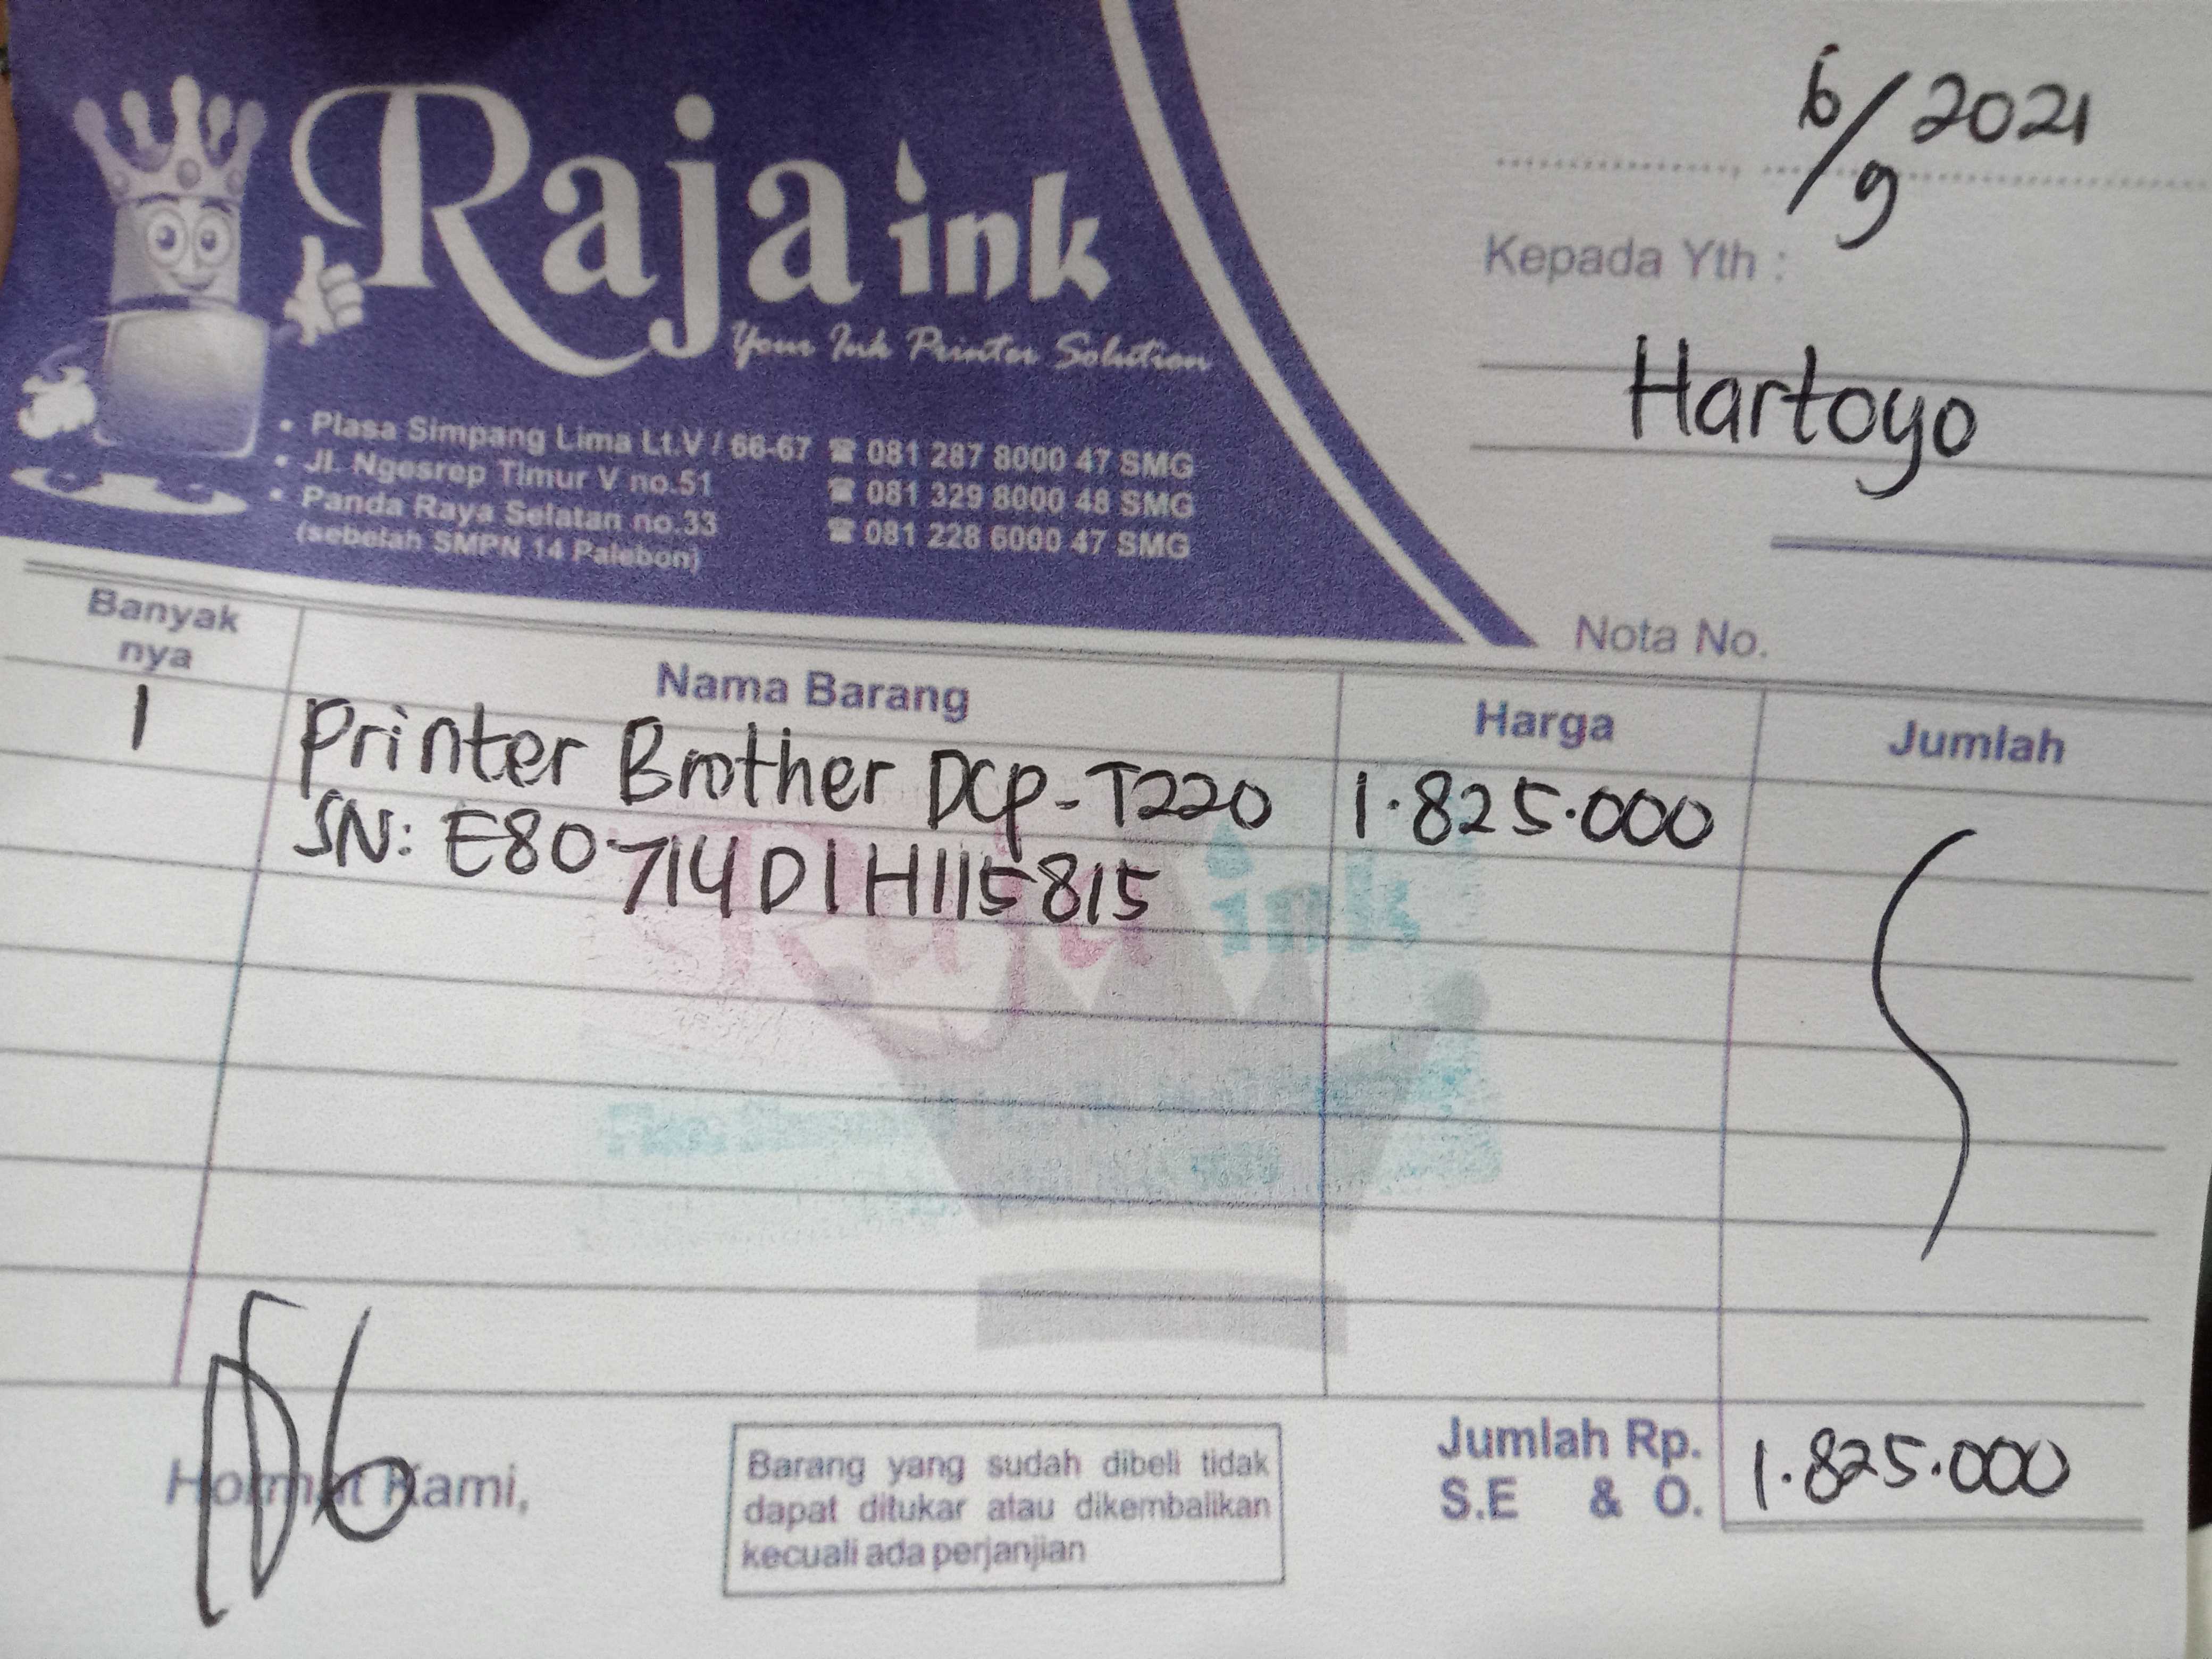 Raja ink
Your Ink Printer Solution
• Plasa Simpang Lima Lt.V / 66-67 ☎ 081 287 8000 47 SMG
• Jl. Ngesrep Timur V no.51 ☎ 081 329 8000 48 SMG
• Panda Raya Selatan no.33 ☎ 081 228 6000 47 SMG
(sebelah SMPN 14 Palebon)
6/9 2021
Kepada Yth :
Hartoyo
Nota No.
Banyak
nya
Nama Barang
Harga
Jumlah
1 Printer Brother DCP-T220 1.825.000
SN: E80714D1H115815
Raja ink
Hormat Kami,
Barang yang sudah dibeli tidak
dapat ditukar atau dikembalikan
kecuali ada perjanjian
Jumlah Rp. 1.825.000
S.E & O.